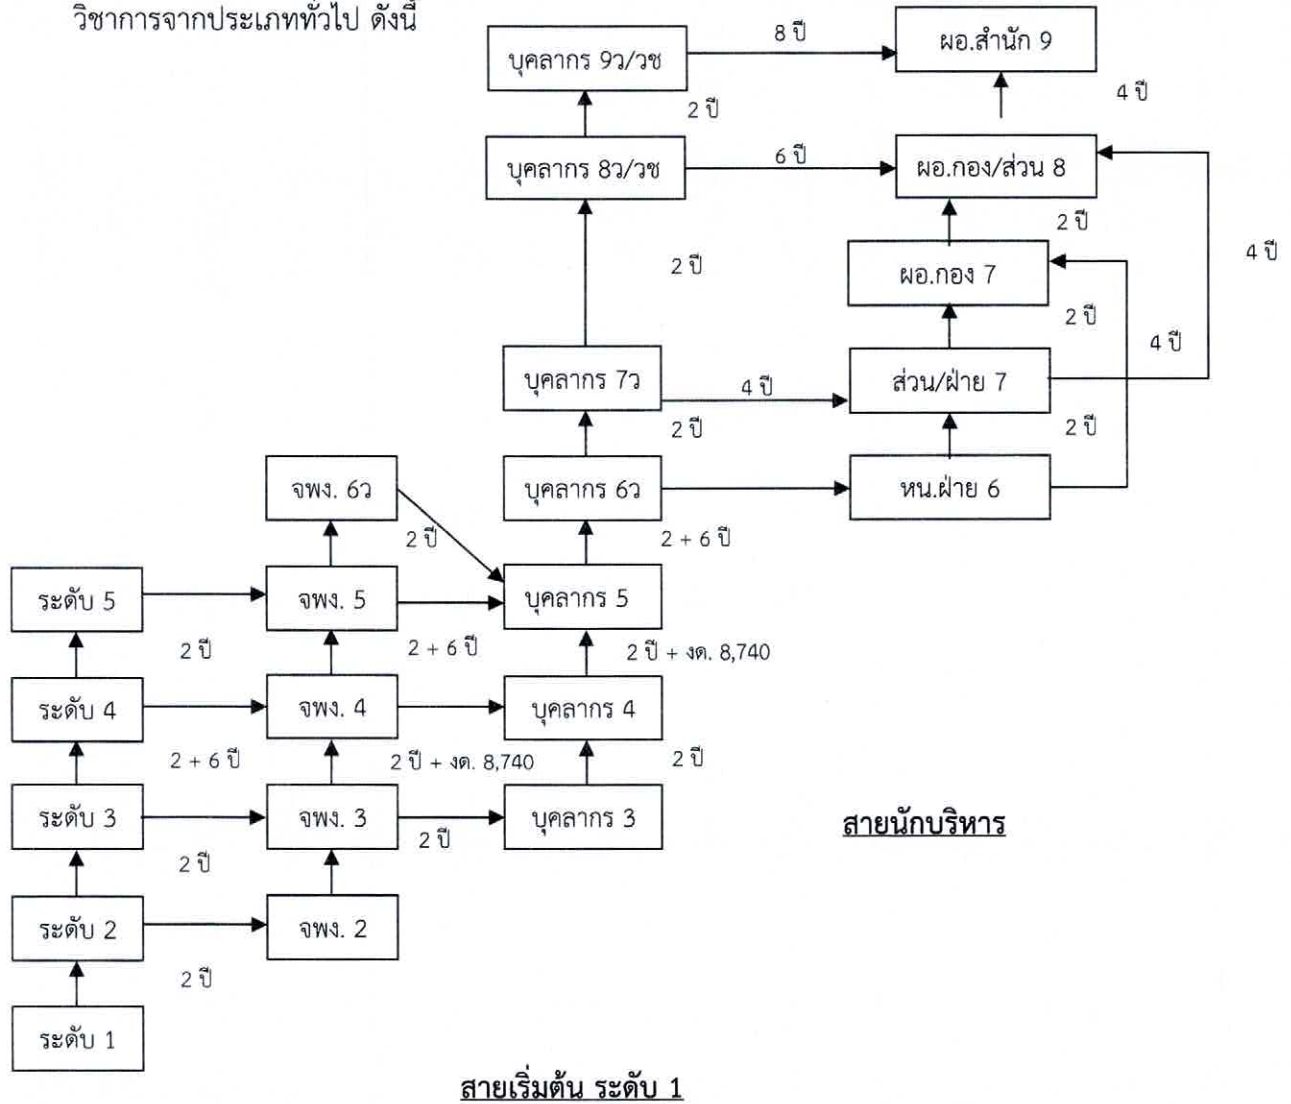 วิชาการจากประเภททั่วไป ดังนี้
8 ปี
ผอ.สำนัก 9
บุคลากร 9ว/วช
2 ปี
4 ปี
บุคลากร 8ว/วช
6 ปี
ผอ.กอง/ส่วน 8
2 ปี
2 ปี
4 ปี
ผอ.กอง 7
2 ปี
4 ปี
บุคลากร 7ว
4 ปี
ส่วน/ฝ่าย 7
2 ปี
2 ปี
จพง. 6ว
บุคลากร 6ว
หน.ฝ่าย 6
2 ปี
2 + 6 ปี
ระดับ 5
จพง. 5
บุคลากร 5
2 ปี
2 + 6 ปี
2 ปี + งด. 8,740
ระดับ 4
จพง. 4
บุคลากร 4
2 + 6 ปี
2 ปี + งด. 8,740
2 ปี
ระดับ 3
จพง. 3
บุคลากร 3
สายนักบริหาร
2 ปี
2 ปี
ระดับ 2
จพง. 2
2 ปี
ระดับ 1
สายเริ่มต้น ระดับ 1